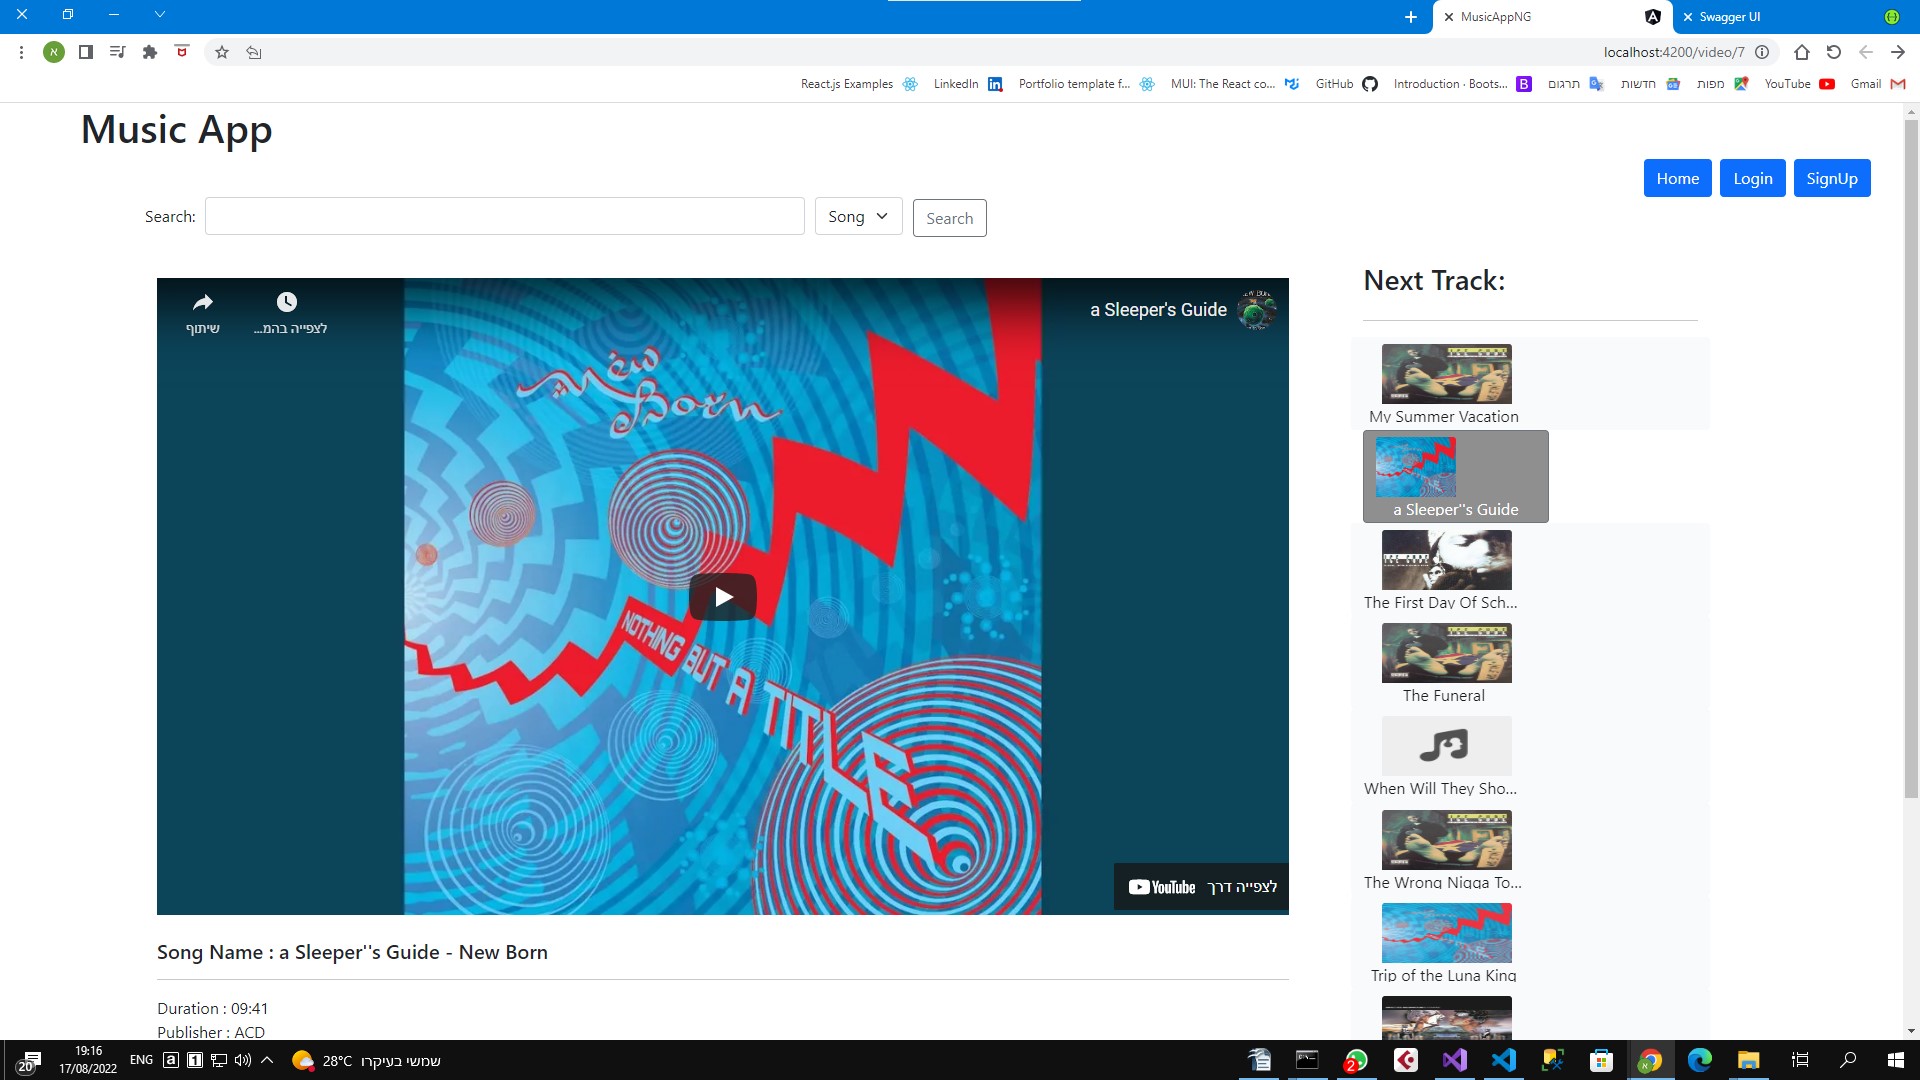 MusicAppNG
Swagger UI
א
localhost:4200/video/7
React.js Examples
LinkedIn
Portfolio template f...
MUI: The React co...
GitHub
Introduction · Boots...
B
תרגום
חדשות
מפות
YouTube
Gmail
Music App
Home
Login
SignUp
Search:
Song
Search
שיתוף
לצפייה בהמ...
a Sleeper's Guide
New Born
NOTHING BUT A TITLE
לצפייה דרך YouTube
Next Track:
My Summer Vacation
a Sleeper''s Guide
The First Day Of Sch...
The Funeral
When Will They Sho...
The Wrong Nigga To...
Trip of the Luna King
Song Name : a Sleeper''s Guide - New Born
Duration : 09:41
Publisher : ACD
20
19:16
17/08/2022
ENG
28°C שמשי בעיקרו
2